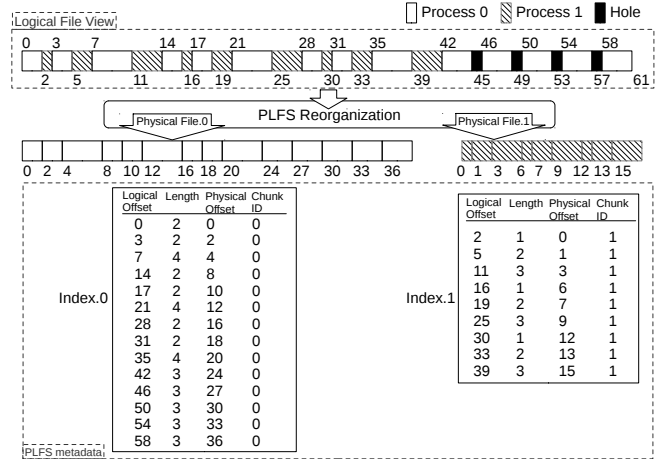 Process 0 Process 1 Hole
Logical File View
0 3 7 14 17 21 28 31 35 42 46 50 54 58
2 5 11 16 19 25 30 33 39 45 49 53 57 61
PLFS Reorganization
Physical File.0
Physical File.1
0 2 4 8 10 12 16 18 20 24 27 30 33 36
0 1 3 6 7 9 12 13 15
Index.0
Logical Offset Length Physical Offset Chunk ID
0 2 0 0
3 2 2 0
7 4 4 0
14 2 8 0
17 2 10 0
21 4 12 0
28 2 16 0
31 2 18 0
35 4 20 0
42 3 24 0
46 3 27 0
50 3 30 0
54 3 33 0
58 3 36 0
Index.1
Logical Offset Length Physical Offset Chunk ID
2 1 0 1
5 2 1 1
11 3 3 1
16 1 6 1
19 2 7 1
25 3 9 1
30 1 12 1
33 2 13 1
39 3 15 1
PLFS metadata